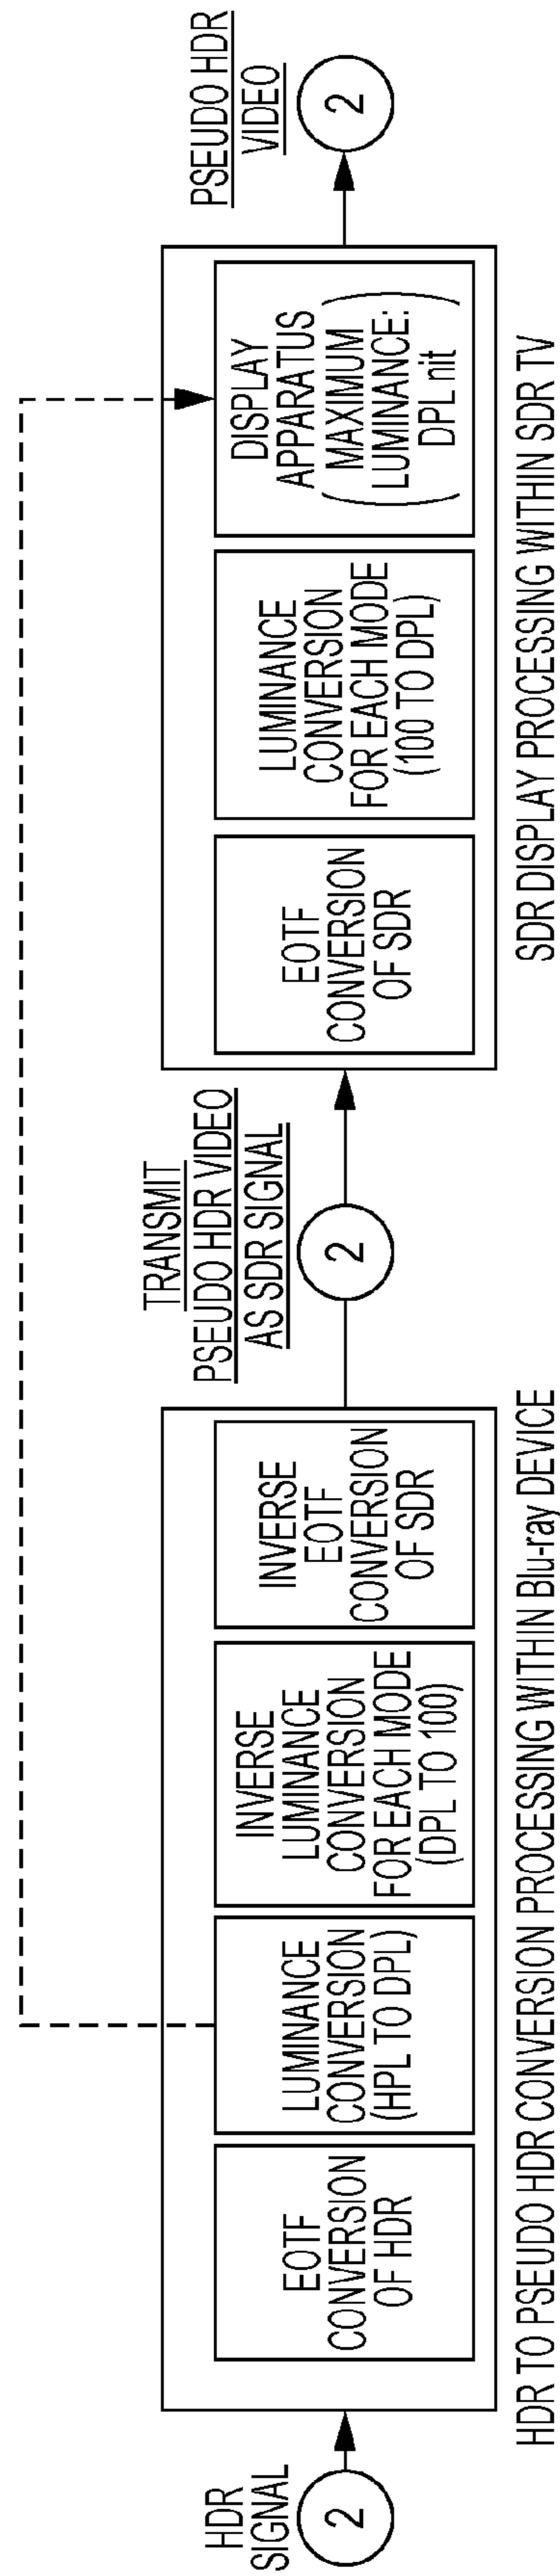 HDR
SIGNAL
2
EOTF
CONVERSION
OF HDR
LUMINANCE
CONVERSION
(HPL TO DPL)
INVERSE
LUMINANCE
CONVERSION
FOR EACH MODE
(DPL TO 100)
INVERSE
EOTF
CONVERSION
OF SDR
HDR TO PSEUDO HDR CONVERSION PROCESSING WITHIN Blu-ray DEVICE
TRANSMIT
PSEUDO HDR VIDEO
AS SDR SIGNAL
2
EOTF
CONVERSION
OF SDR
LUMINANCE
CONVERSION
FOR EACH MODE
(100 TO DPL)
DISPLAY
APPARATUS
(MAXIMUM
LUMINANCE:
DPL nit)
SDR DISPLAY PROCESSING WITHIN SDR TV
PSEUDO HDR
VIDEO
2